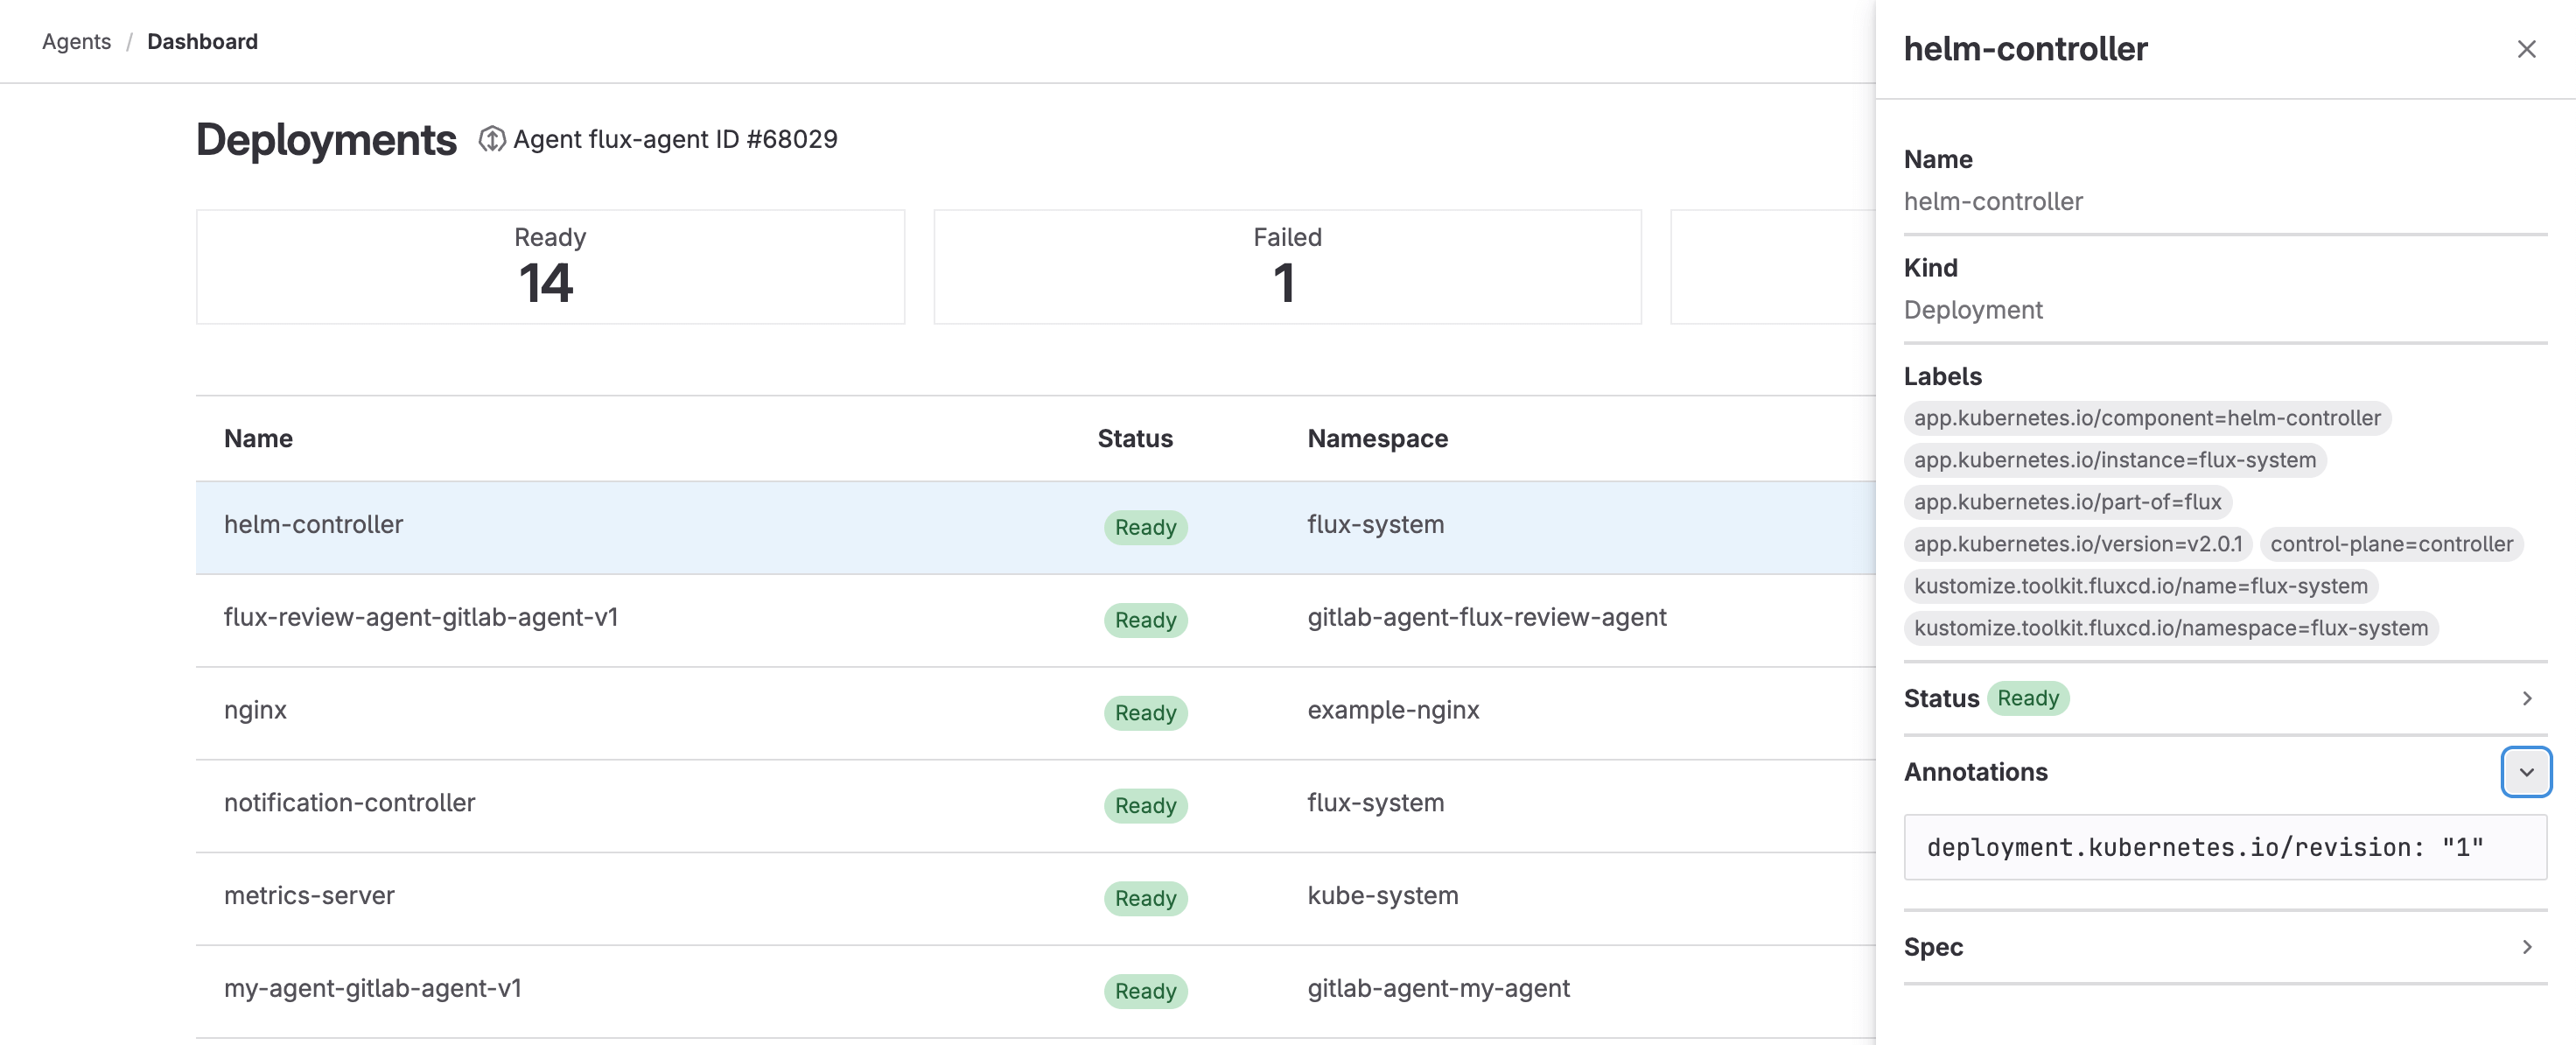 Agents / Dashboard
Deployments Agent flux-agent ID #68029
Ready
14
Failed
1
Name Status Namespace
helm-controller Ready flux-system
flux-review-agent-gitlab-agent-v1 Ready gitlab-agent-flux-review-agent
nginx Ready example-nginx
notification-controller Ready flux-system
metrics-server Ready kube-system
my-agent-gitlab-agent-v1 Ready gitlab-agent-my-agent
helm-controller
Name
helm-controller
Kind
Deployment
Labels
app.kubernetes.io/component=helm-controller
app.kubernetes.io/instance=flux-system
app.kubernetes.io/part-of=flux
app.kubernetes.io/version=v2.0.1 control-plane=controller
kustomize.toolkit.fluxcd.io/name=flux-system
kustomize.toolkit.fluxcd.io/namespace=flux-system
Status Ready
Annotations
deployment.kubernetes.io/revision: "1"
Spec